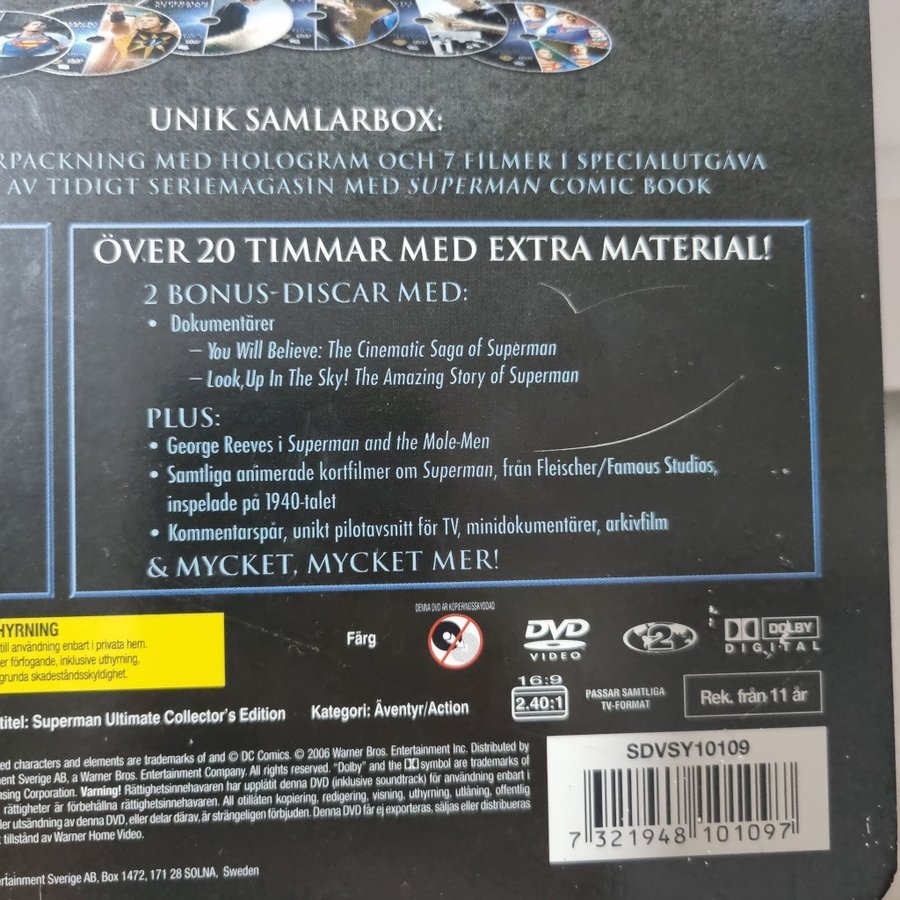 UNIK SAMLARBOX:
RPACKNING MED HOLOGRAM OCH 7 FILMER I SPECIALUTGÅVA
AV TIDIGT SERIEMAGASIN MED SUPERMAN COMIC BOOK
ÖVER 20 TIMMAR MED EXTRA MATERIAL!
2 BONUS-DISCAR MED:
• Dokumentärer
– You Will Believe: The Cinematic Saga of Superman
– Look,Up In The Sky! The Amazing Story of Superman
PLUS:
• George Reeves i Superman and the Mole-Men
• Samtliga animerade kortfilmer om Superman, från Fleischer/Famous Studios,
inspelade på 1940-talet
• Kommentarspår, unikt pilotavsnitt för TV, minidokumentärer, arkivfilm
& MYCKET, MYCKET MER!
HYRNING
till användning enbart i privata hem.
er förfogande, inklusive uthyrning,
grunda skadeståndsskyldighet.
Färg
DENNA DVD ÄR KOPIERINGSSKYDDAD
DVD
VIDEO
2
DOLBY
DIGITAL
16:9
2.40:1
PASSAR SAMTLIGA
TV-FORMAT
Rek. från 11 år
titel: Superman Ultimate Collector's Edition
Kategori: Äventyr/Action
ed characters and elements are trademarks of and © DC Comics. © 2006 Warner Bros. Entertainment Inc. Distributed by
ment Sverige AB, a Warner Bros. Entertainment Company. All rights reserved. "Dolby" and the symbol are trademarks of
nsing Corporation. Varning! Rättighetsinnehavaren har upplåtit denna DVD (inklusive soundtrack) för användning enbart i
rättigheter är förbehållna rättighetsinnehavaren. All otillåten kopiering, redigering, visning, uthyrning, utlåning, offentlig
ler utsändning av denna DVD, eller delar därav, är strängeligen förbjuden. Denna DVD får ej exporteras, säljas eller distribueras
tillstånd av Warner Home Video.
ertainment Sverige AB, Box 1472, 171 28 SOLNA, Sweden
SDVSY10109
7 321948 101097